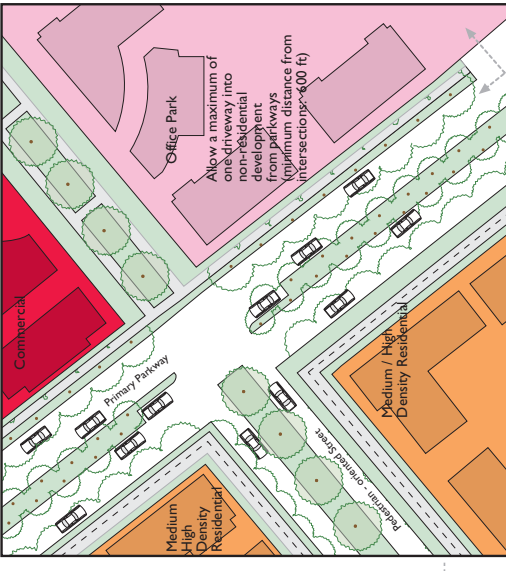 Office Park
Allow a maximum of
one driveway into
non-residential
development
from parkways
(minimum distance from
intersections: 600 ft)
Commercial
Primary Parkway
Medium / High
Density Residential
Pedestrian - oriented Street
Medium
High
Density
Residential